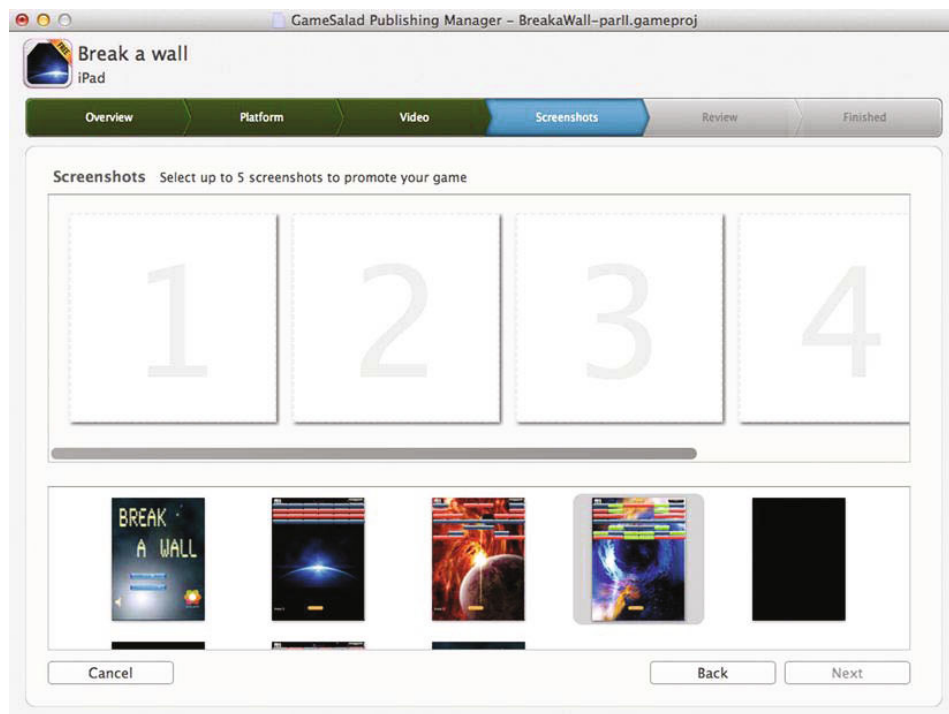 GameSalad Publishing Manager – BreakaWall-parII.gameproj
FREE
Break a wall
iPad
Overview Platform Video Screenshots Review Finished
Screenshots Select up to 5 screenshots to promote your game
1 2 3 4
BREAK
A WALL
Cancel Back Next